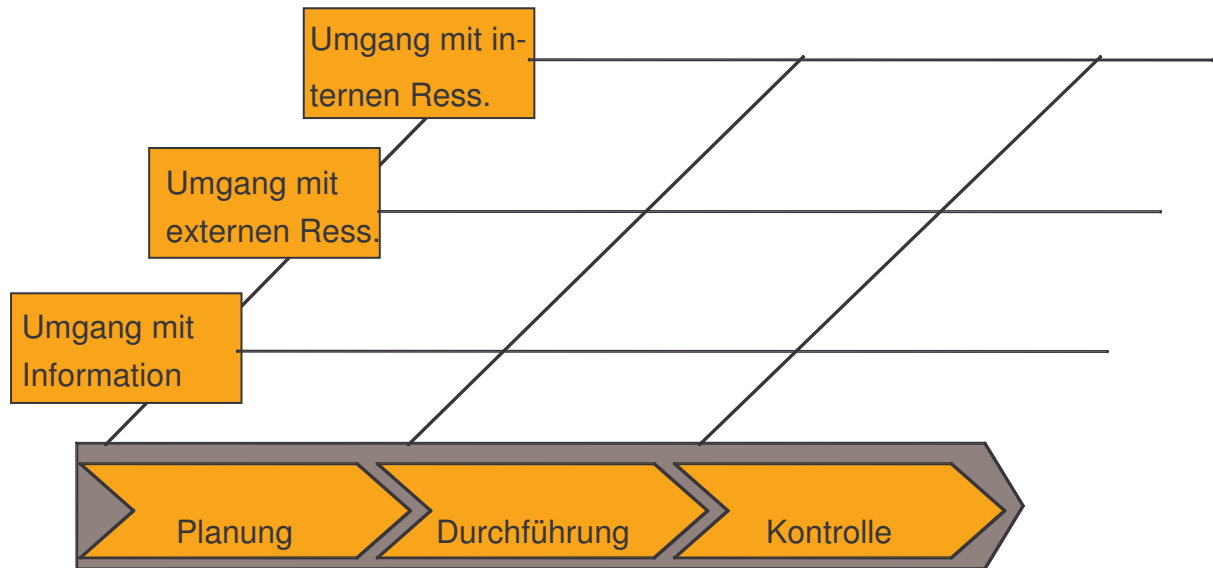 Umgang mit in-
ternen Ress.
Umgang mit
externen Ress.
Umgang mit
Information
Planung
Durchführung
Kontrolle